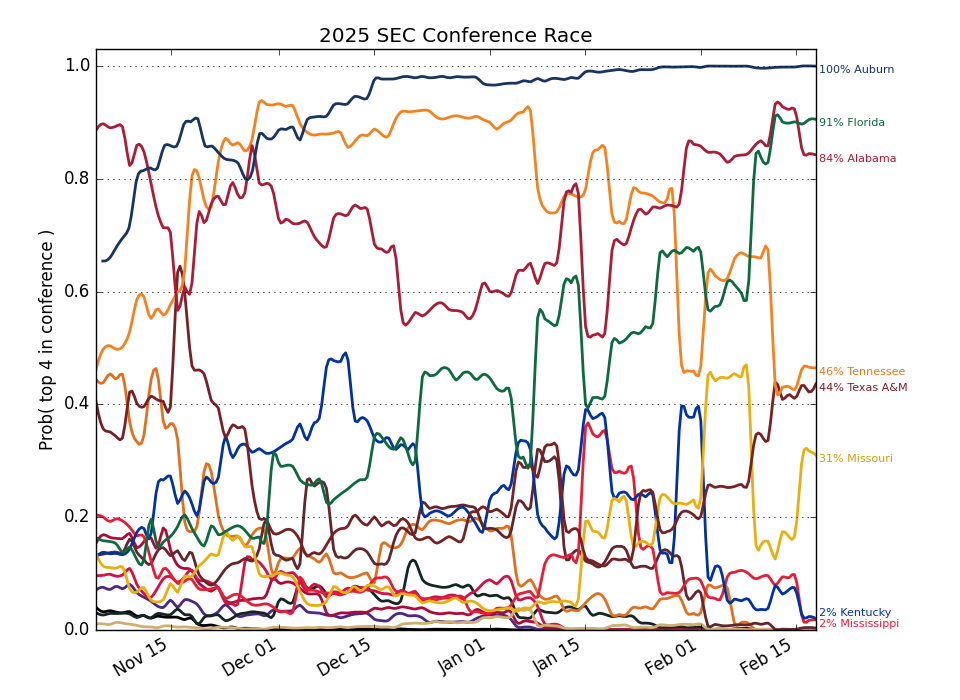 2025 SEC Conference Race
Prob( top 4 in conference )
1.0
0.8
0.6
0.4
0.2
0.0
100% Auburn
91% Florida
84% Alabama
46% Tennessee
44% Texas A&M
31% Missouri
2% Kentucky
2% Mississippi
Nov 15
Dec 01
Dec 15
Jan 01
Jan 15
Feb 01
Feb 15